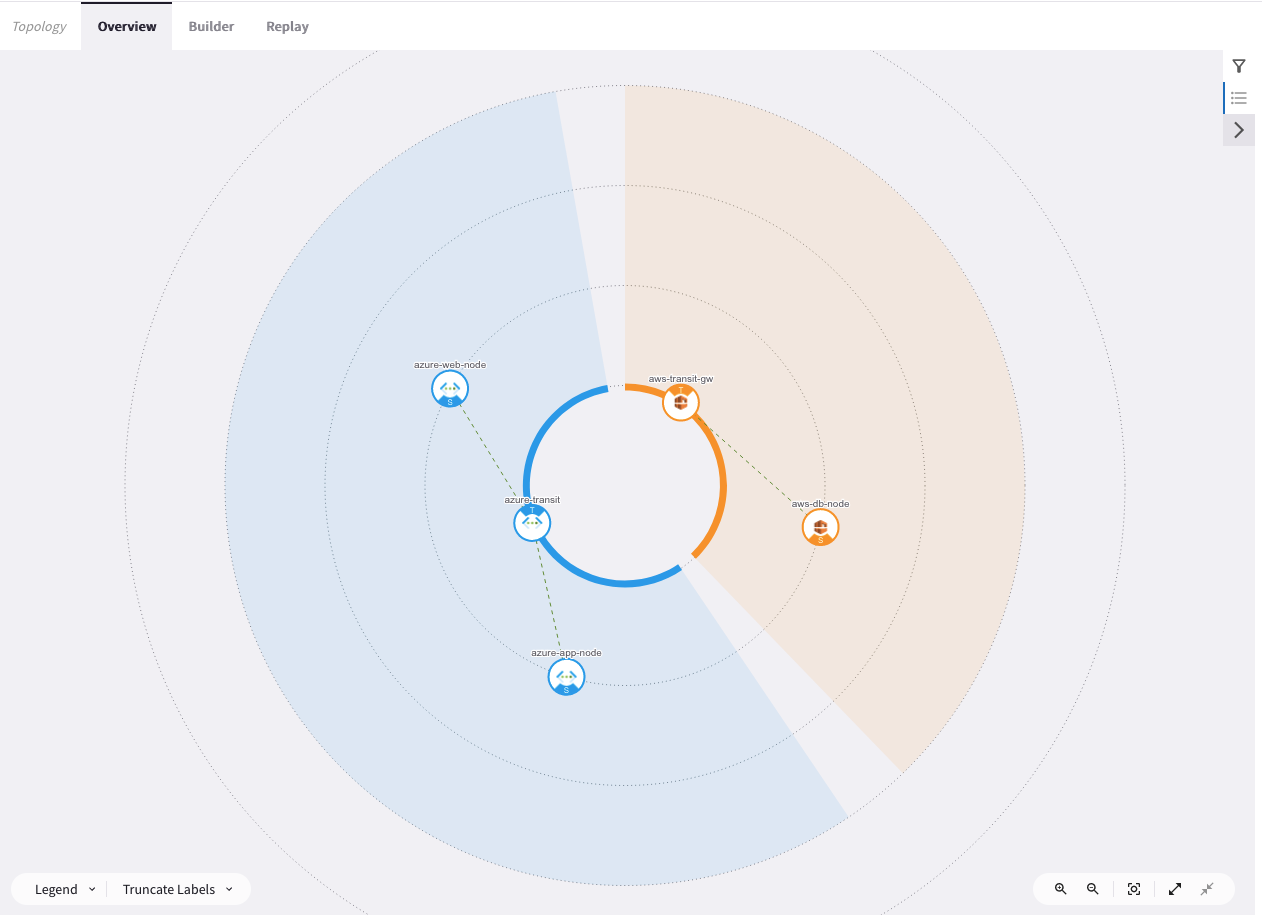 Topology Overview Builder Replay
azure-web-node
S
aws-transit-gw
T
azure-transit
T
aws-db-node
S
azure-app-node
S
Legend Truncate Labels